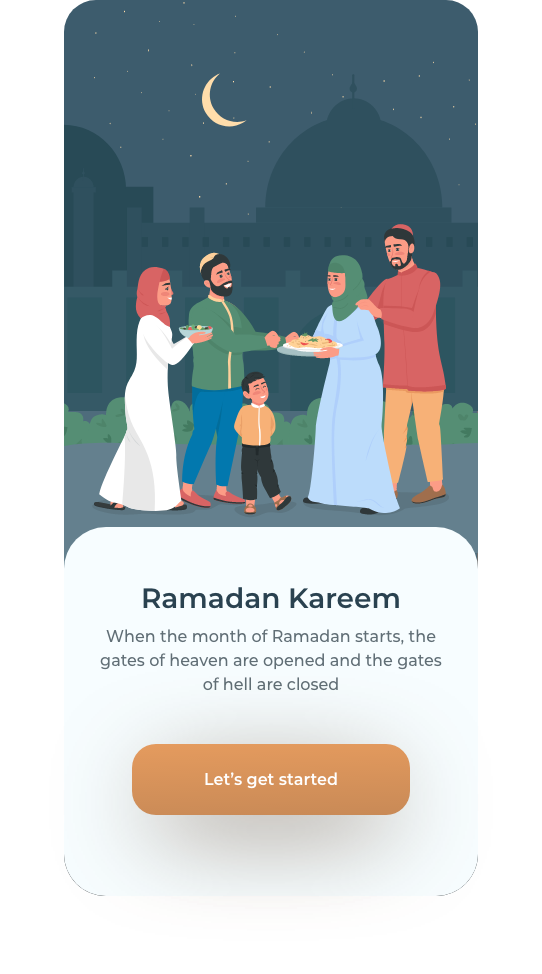 Ramadan Kareem
When the month of Ramadan starts, the
gates of heaven are opened and the gates
of hell are closed
Let's get started